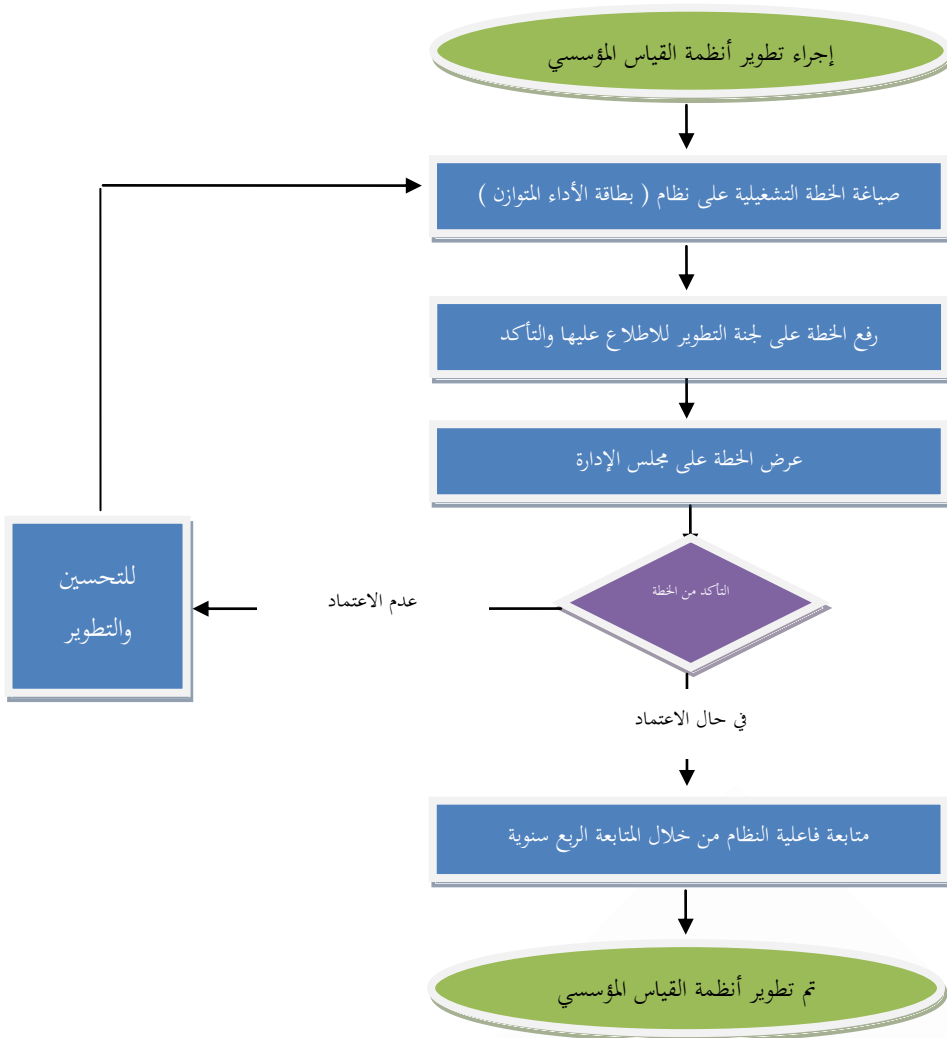 إجراء تطوير أنظمة القياس المؤسسي
صياغة الخطة التشغيلية على نظام ( بطاقة الأداء المتوازن )
رفع الخطة على لجنة التطوير للاطلاع عليها والتأكد
عرض الخطة على مجلس الإدارة
التأكد من الخطة
عدم الاعتماد
للتحسين
والتطوير
في حال الاعتماد
متابعة فاعلية النظام من خلال المتابعة الربع سنوية
تم تطوير أنظمة القياس المؤسسي